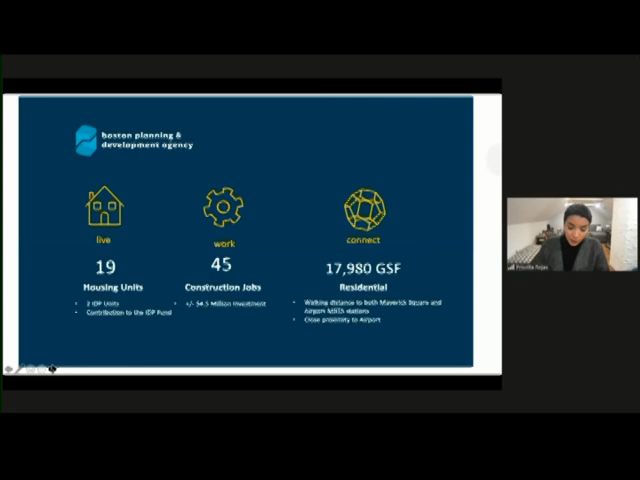 boston planning &
development agency
live
work
connect
19
45
17,980 GSF
Housing Units
Construction Jobs
Residential
• 2 IDP Units
• Contribution to the IDP Fund
• +/- $4.5 Million Investment
• Walking distance to both Maverick Square and
Airport MBTA stations
• Close proximity to Airport
Priscilla Rojas